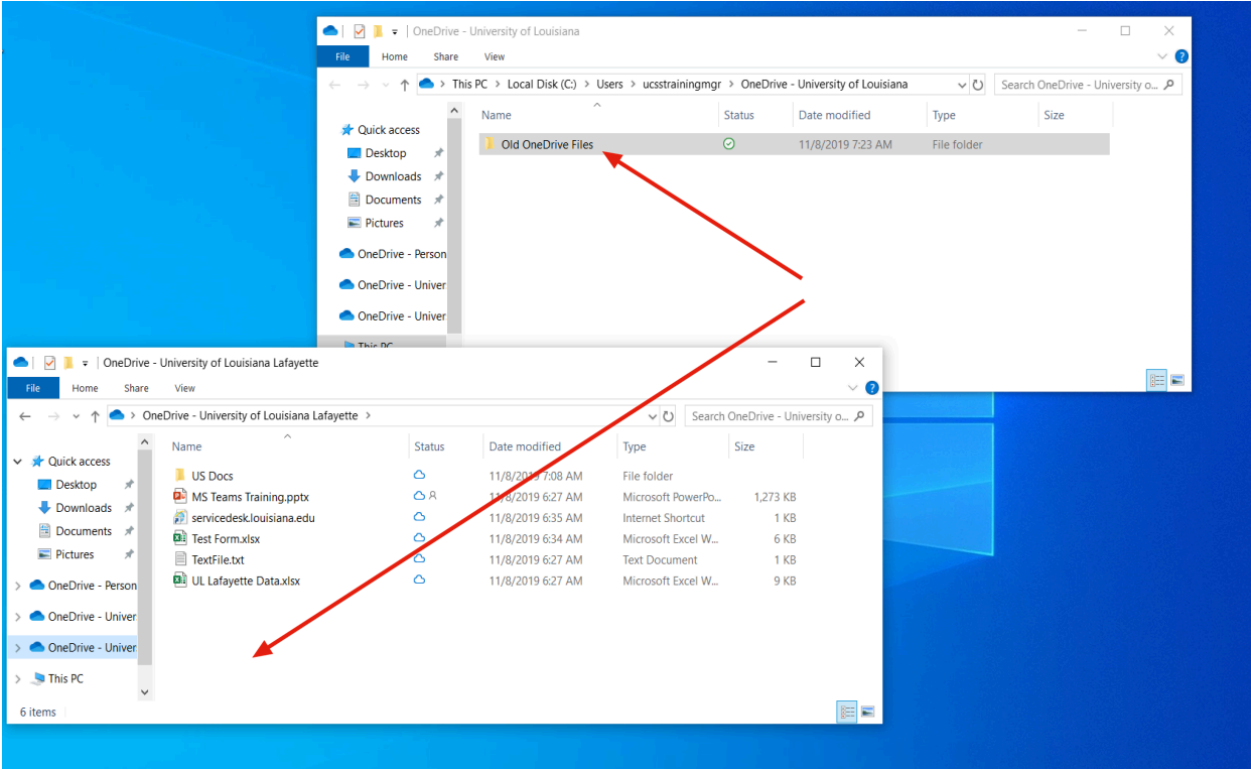 OneDrive - University of Louisiana
File Home Share View
This PC > Local Disk (C:) > Users > ucsstrainingmgr > OneDrive - University of Louisiana
Search OneDrive - University o...
Name Status Date modified Type Size
Quick access
Old OneDrive Files 11/8/2019 7:23 AM File folder
Desktop
Downloads
Documents
Pictures
OneDrive - Person
OneDrive - Univer
OneDrive - Univer
This PC
OneDrive - University of Louisiana Lafayette
File Home Share View
OneDrive - University of Louisiana Lafayette >
Search OneDrive - University o...
Name Status Date modified Type Size
Quick access
Desktop
Downloads
Documents
Pictures
OneDrive - Person
OneDrive - Univer
OneDrive - Univer
This PC
US Docs 11/8/2019 7:08 AM File folder
MS Teams Training.pptx 11/8/2019 6:27 AM Microsoft PowerPo... 1,273 KB
servicedesk.louisiana.edu 11/8/2019 6:35 AM Internet Shortcut 1 KB
Test Form.xlsx 11/8/2019 6:34 AM Microsoft Excel W... 6 KB
TextFile.txt 11/8/2019 6:27 AM Text Document 1 KB
UL Lafayette Data.xlsx 11/8/2019 6:27 AM Microsoft Excel W... 9 KB
6 items